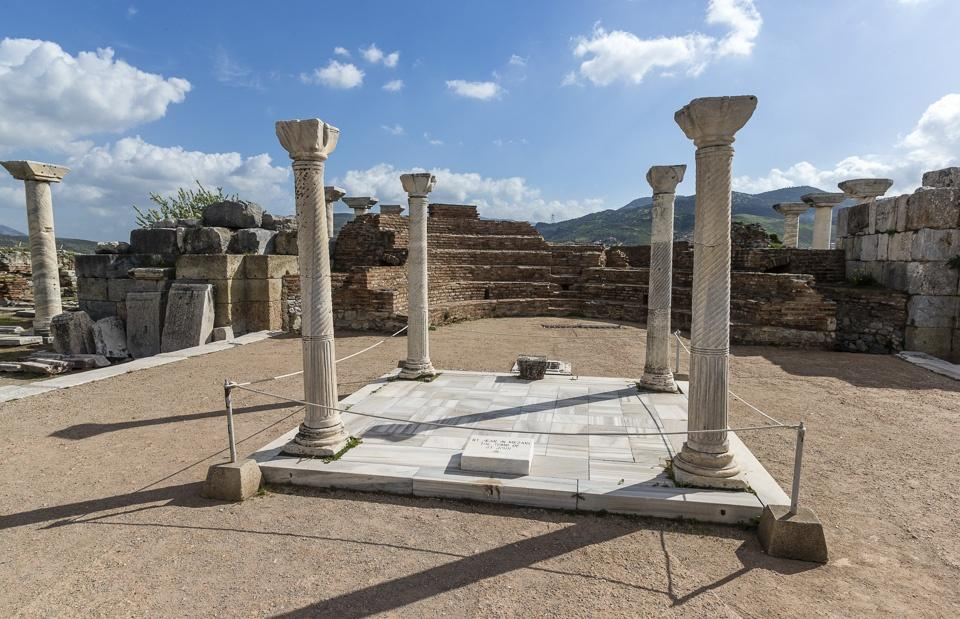 ST. JEAN IN MEZARI
THE TOMB OF
ST. JOHN